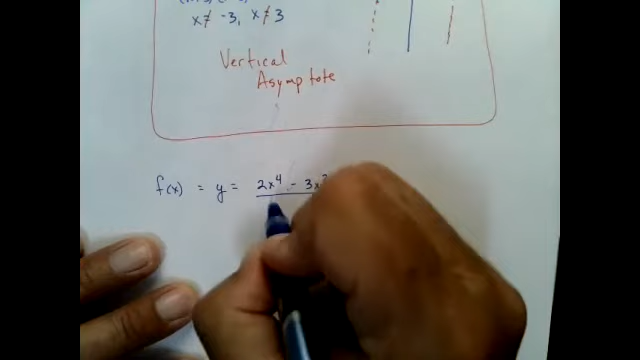 x ≠ -3, x ≠ 3
Vertical
Asymptote
f(x) = y = 2x⁴ - 3x